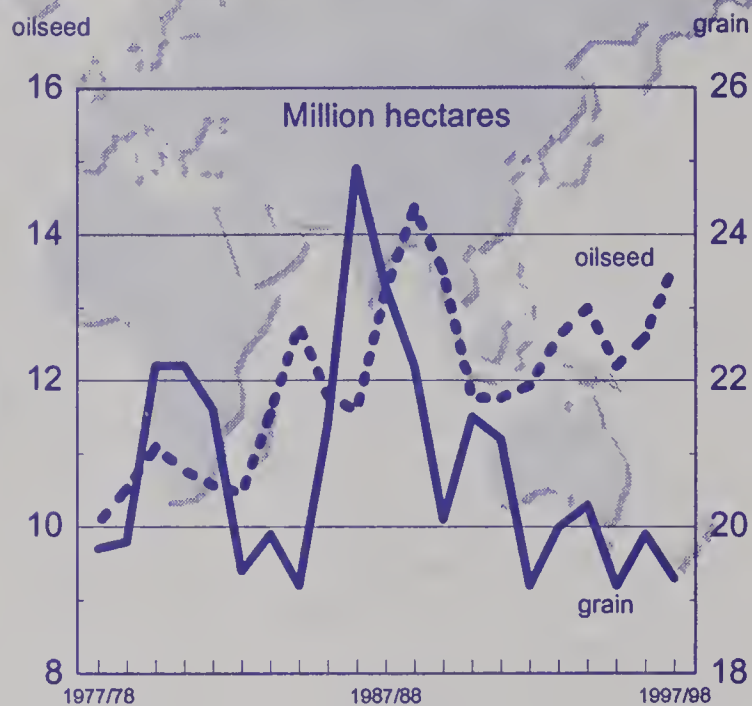 oilseed grain
16 26
Million hectares
14 24
oilseed
12 22
10 20
grain
8 18
1977/78 1987/88 1997/98